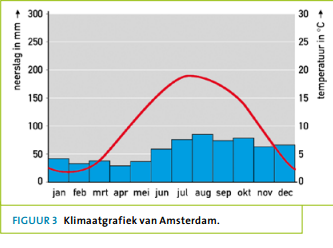 neerslag in mm →
temperatuur in °C →
300 30
250 25
200 20
150 15
100 10
50 5
0 0
jan feb mrt apr mei jun jul aug sep okt nov dec
FIGUUR 3 Klimaatgrafiek van Amsterdam.